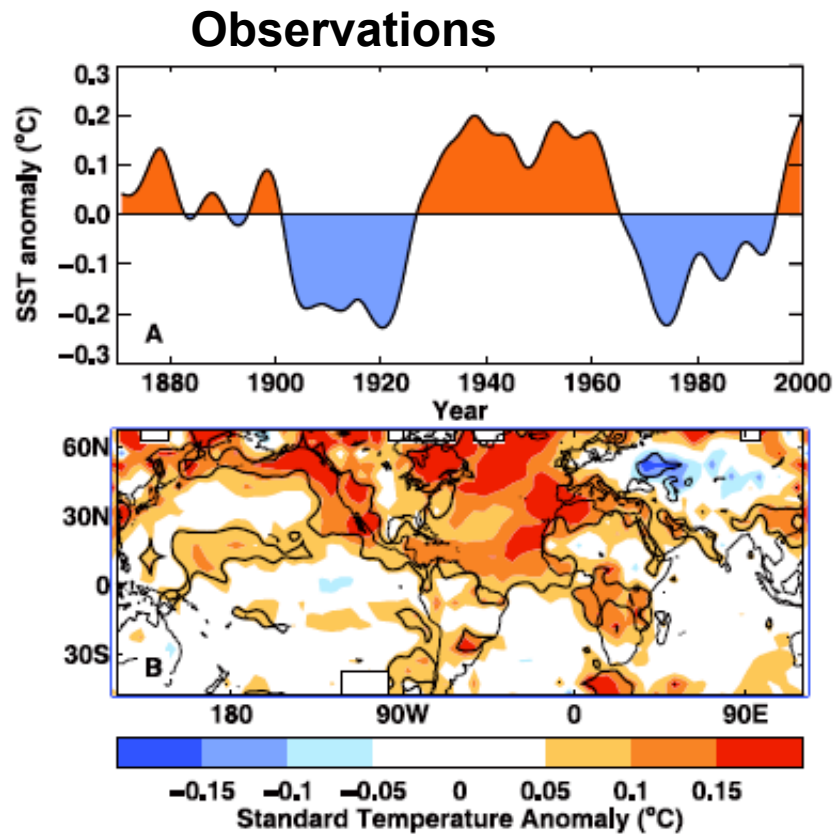 Observations
0.3
0.2
0.1
0.0
−0.1
−0.2
−0.3
SST anomaly (°C)
A
1880 1900 1920 1940 1960 1980 2000
Year
60N
30N
0
30S
B
180 90W 0 90E
−0.15 −0.1 −0.05 0 0.05 0.1 0.15
Standard Temperature Anomaly (°C)